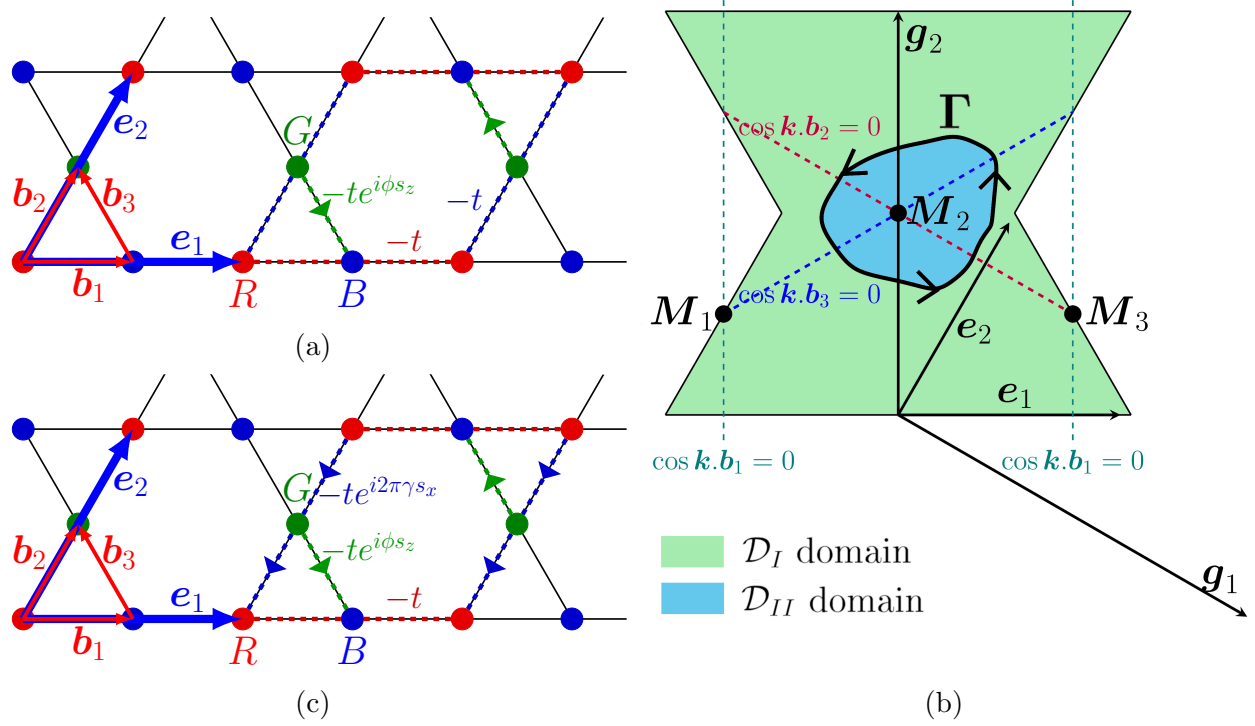 e₂
b₂
b₃
b₁
e₁
R
G
B
−te^{iϕs_z}
−t
−t
(a)
e₂
b₂
b₃
b₁
e₁
R
G
B
−te^{i2πγs_x}
−te^{iϕs_z}
−t
(c)
g₂
Γ
cos k.b₂ = 0
M₂
cos k.b₃ = 0
M₁
M₃
e₂
e₁
cos k.b₁ = 0
cos k.b₁ = 0
g₁
𝒟_I domain
𝒟_{II} domain
(b)